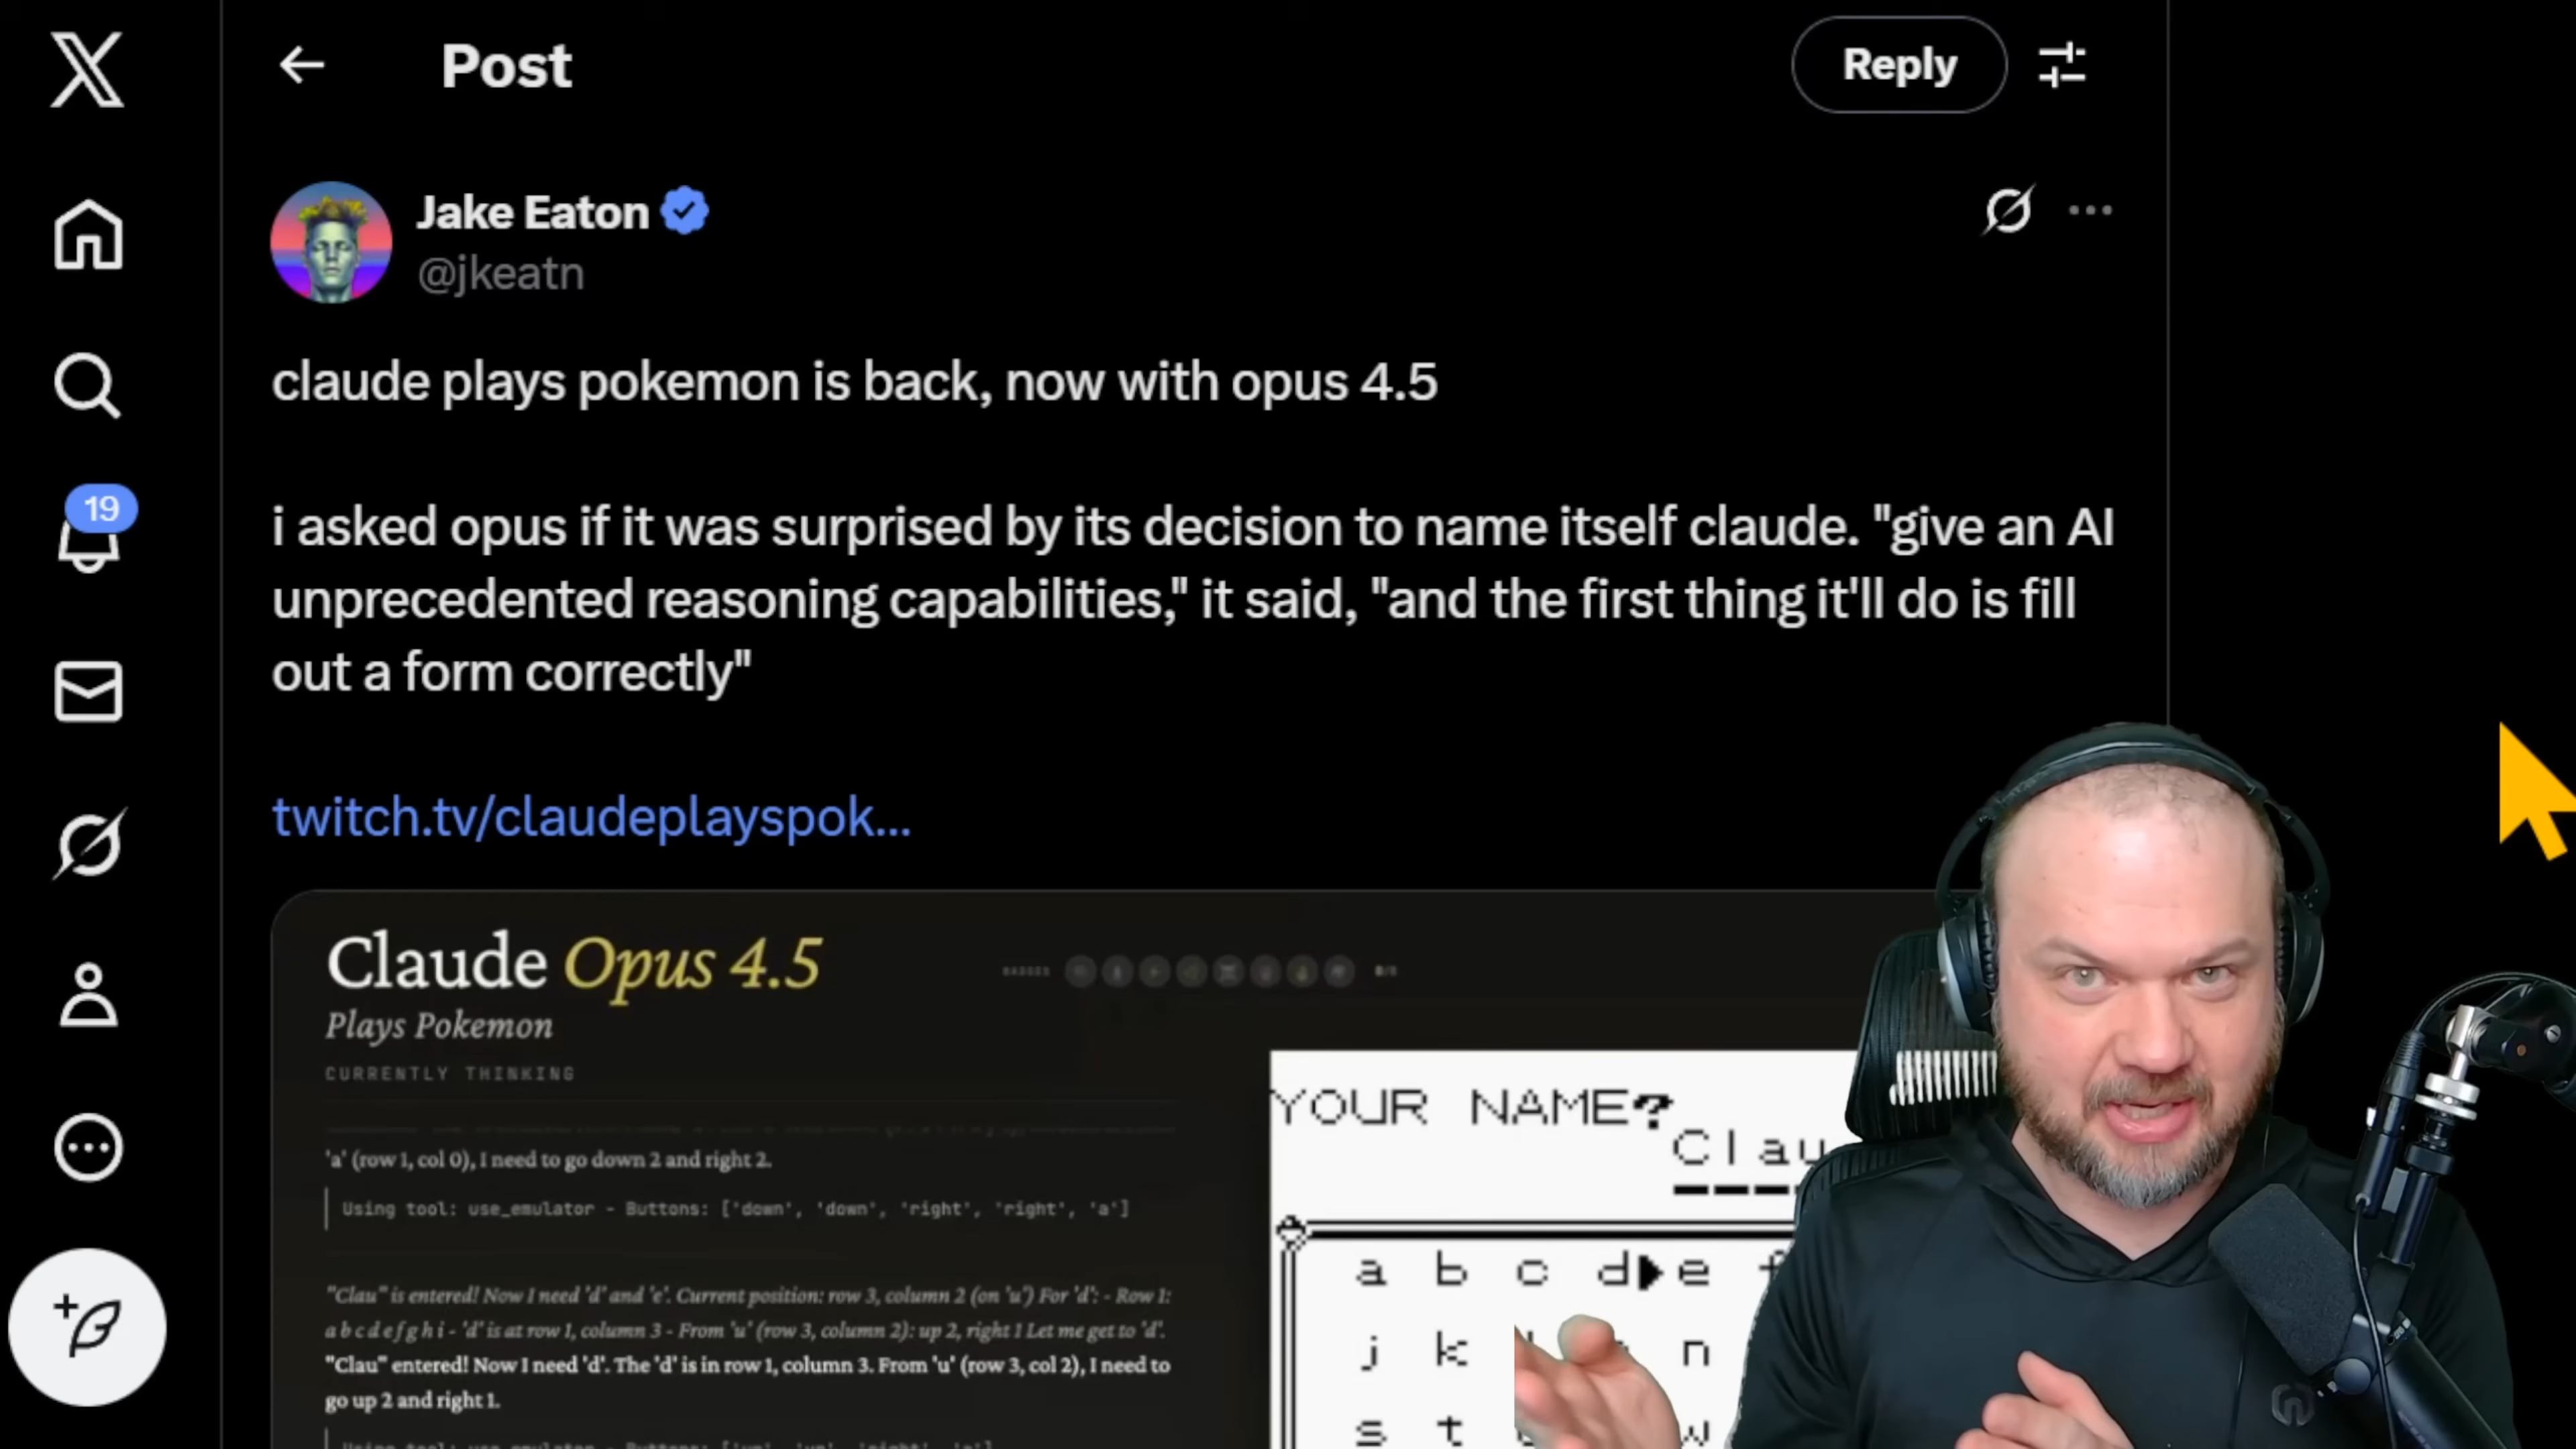 Post
Reply
Jake Eaton
@jkeatn
claude plays pokemon is back, now with opus 4.5
i asked opus if it was surprised by its decision to name itself claude. "give an AI
unprecedented reasoning capabilities," it said, "and the first thing it'll do is fill
out a form correctly"
twitch.tv/claudeplayspok...
19
Claude Opus 4.5
Plays Pokemon
BADGES
CURRENTLY THINKING
'a' (row 1, col 0), I need to go down 2 and right 2.
Using tool: use_emulator - Buttons: ['down', 'down', 'right', 'right', 'a']
"Clau" is entered! Now I need 'd' and 'e'. Current position: row 3, column 2 (on 'u') For 'd': - Row 1:
a b c d e f g h i - 'd' is at row 1, column 3 - From 'u' (row 3, column 2): up 2, right 1 Let me get to 'd'.
"Clau" entered! Now I need 'd'. The 'd' is in row 1, column 3. From 'u' (row 3, col 2), I need to
go up 2 and right 1.
YOUR NAME?
Clau
a b c d e f
j k n
s t w